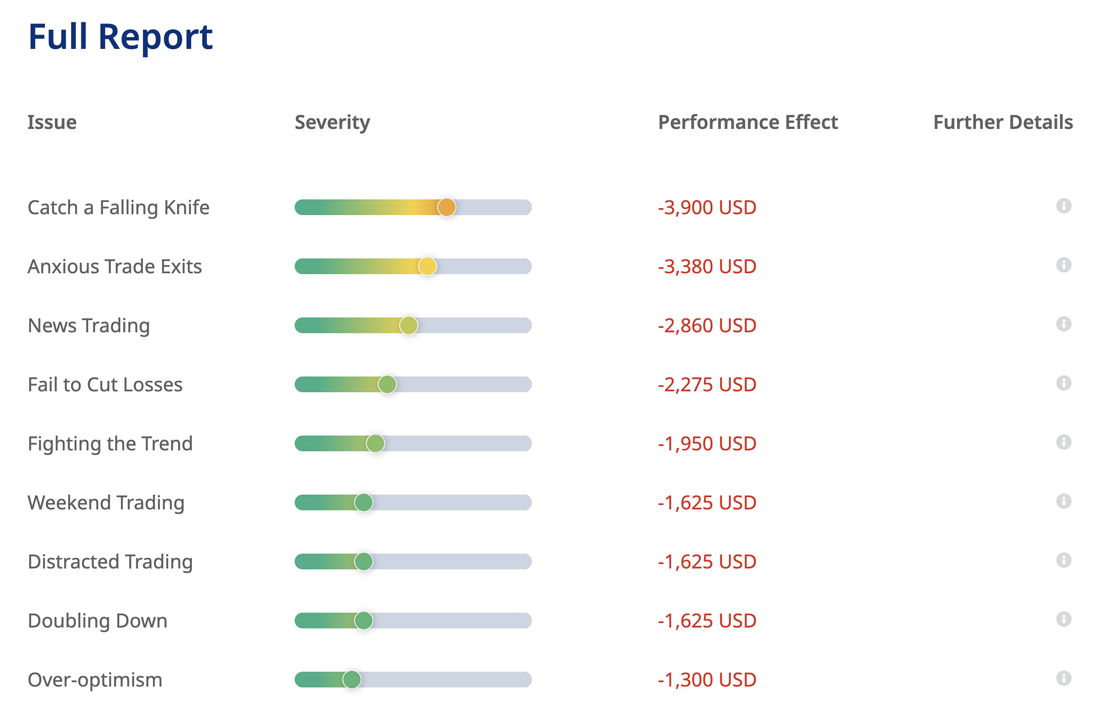 Full Report
Issue Severity Performance Effect Further Details
Catch a Falling Knife -3,900 USD
Anxious Trade Exits -3,380 USD
News Trading -2,860 USD
Fail to Cut Losses -2,275 USD
Fighting the Trend -1,950 USD
Weekend Trading -1,625 USD
Distracted Trading -1,625 USD
Doubling Down -1,625 USD
Over-optimism -1,300 USD